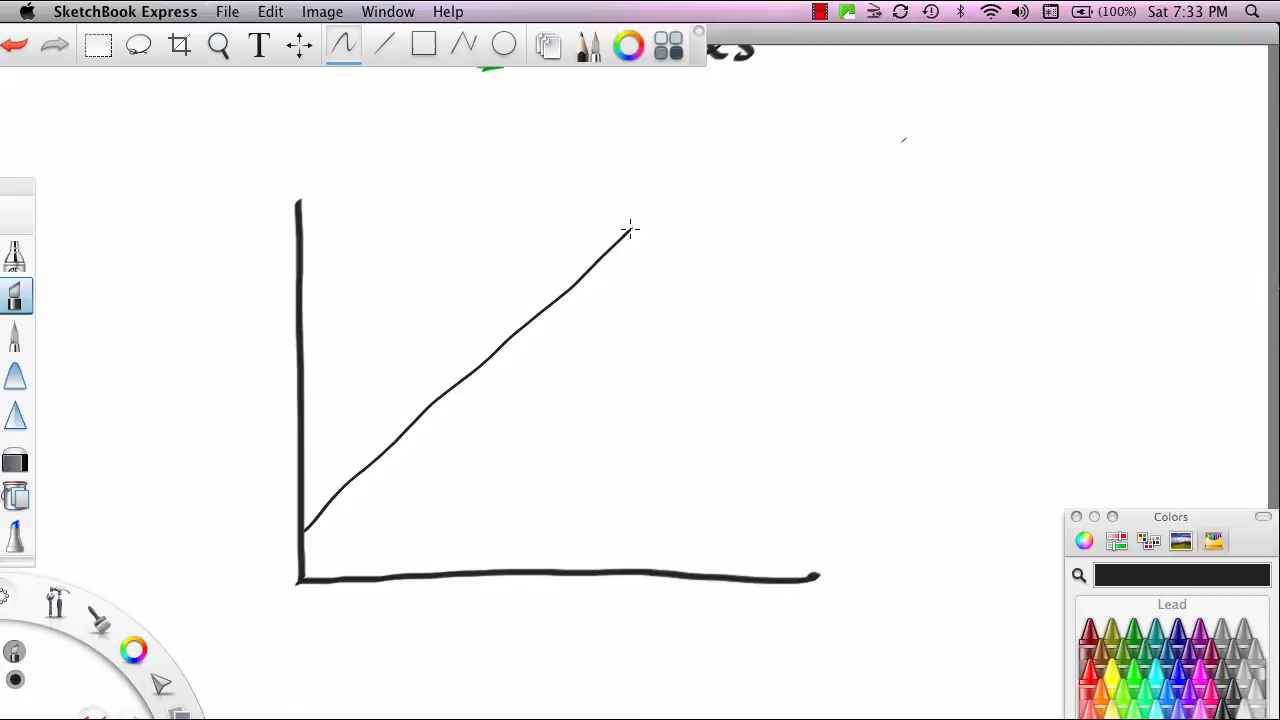 SketchBook Express File Edit Image Window Help (100%) Sat 7:33 PM
T
Colors
Lead